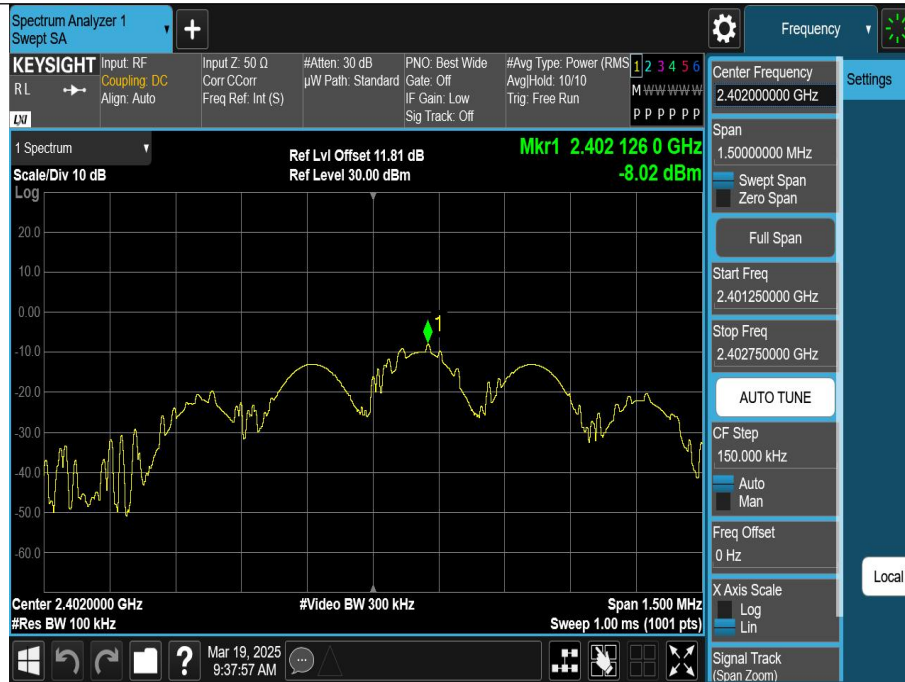 Spectrum Analyzer 1
Swept SA
+
Frequency
KEYSIGHT
RL
LXI
Input: RF
Coupling: DC
Align: Auto
Input Z: 50 Ω
Corr CCorr
Freq Ref: Int (S)
#Atten: 30 dB
µW Path: Standard
PNO: Best Wide
Gate: Off
IF Gain: Low
Sig Track: Off
#Avg Type: Power (RMS
Avg|Hold: 10/10
Trig: Free Run
1 2 3 4 5 6
M W W W W W
P P P P P P
1 Spectrum
Scale/Div 10 dB
Log
Ref Lvl Offset 11.81 dB
Ref Level 30.00 dBm
Mkr1 2.402 126 0 GHz
-8.02 dBm
20.0
10.0
0.00
-10.0
-20.0
-30.0
-40.0
-50.0
-60.0
1
Center 2.4020000 GHz
#Res BW 100 kHz
#Video BW 300 kHz
Span 1.500 MHz
Sweep 1.00 ms (1001 pts)
?
Mar 19, 2025
9:37:57 AM
Center Frequency
2.402000000 GHz
Span
1.50000000 MHz
Swept Span
Zero Span
Full Span
Start Freq
2.401250000 GHz
Stop Freq
2.402750000 GHz
AUTO TUNE
CF Step
150.000 kHz
Auto
Man
Freq Offset
0 Hz
X Axis Scale
Log
Lin
Signal Track
(Span Zoom)
Settings
Local